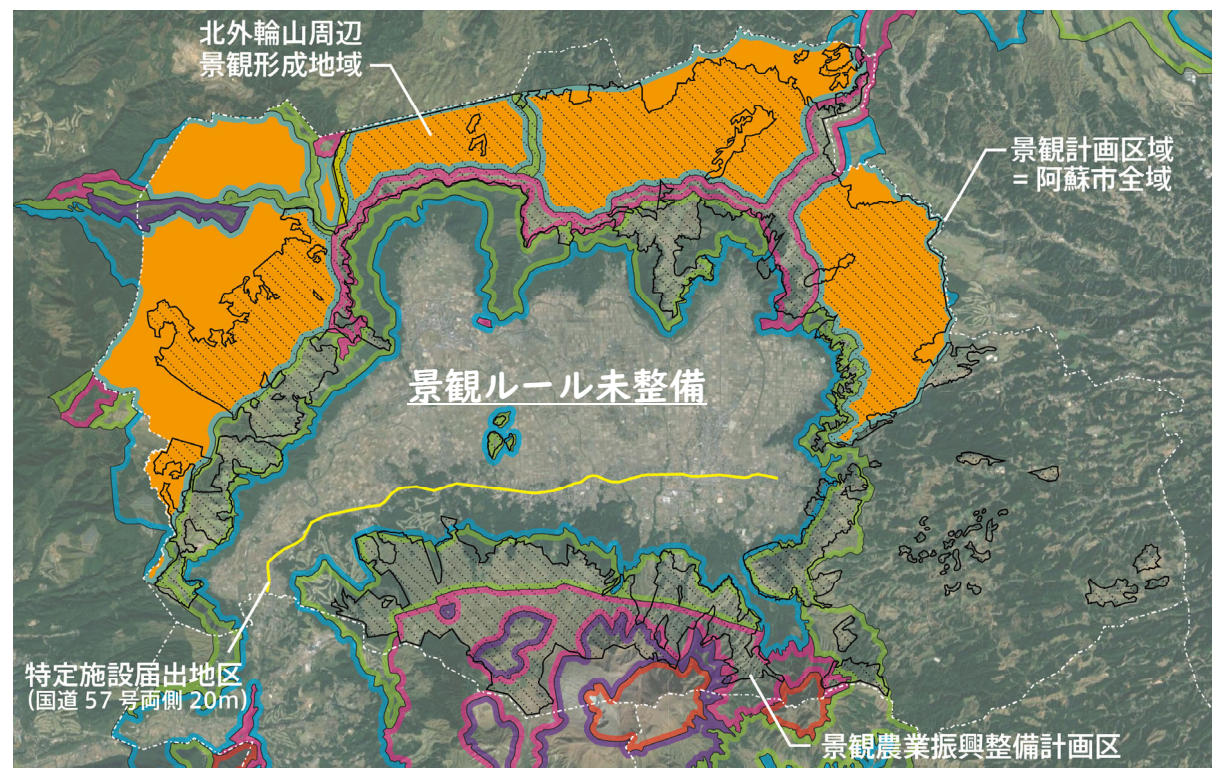 北外輪山周辺
景観形成地域
景観計画区域
= 阿蘇市全域
景観ルール未整備
特定施設届出地区
(国道 57 号両側 20m)
景観農業振興整備計画区